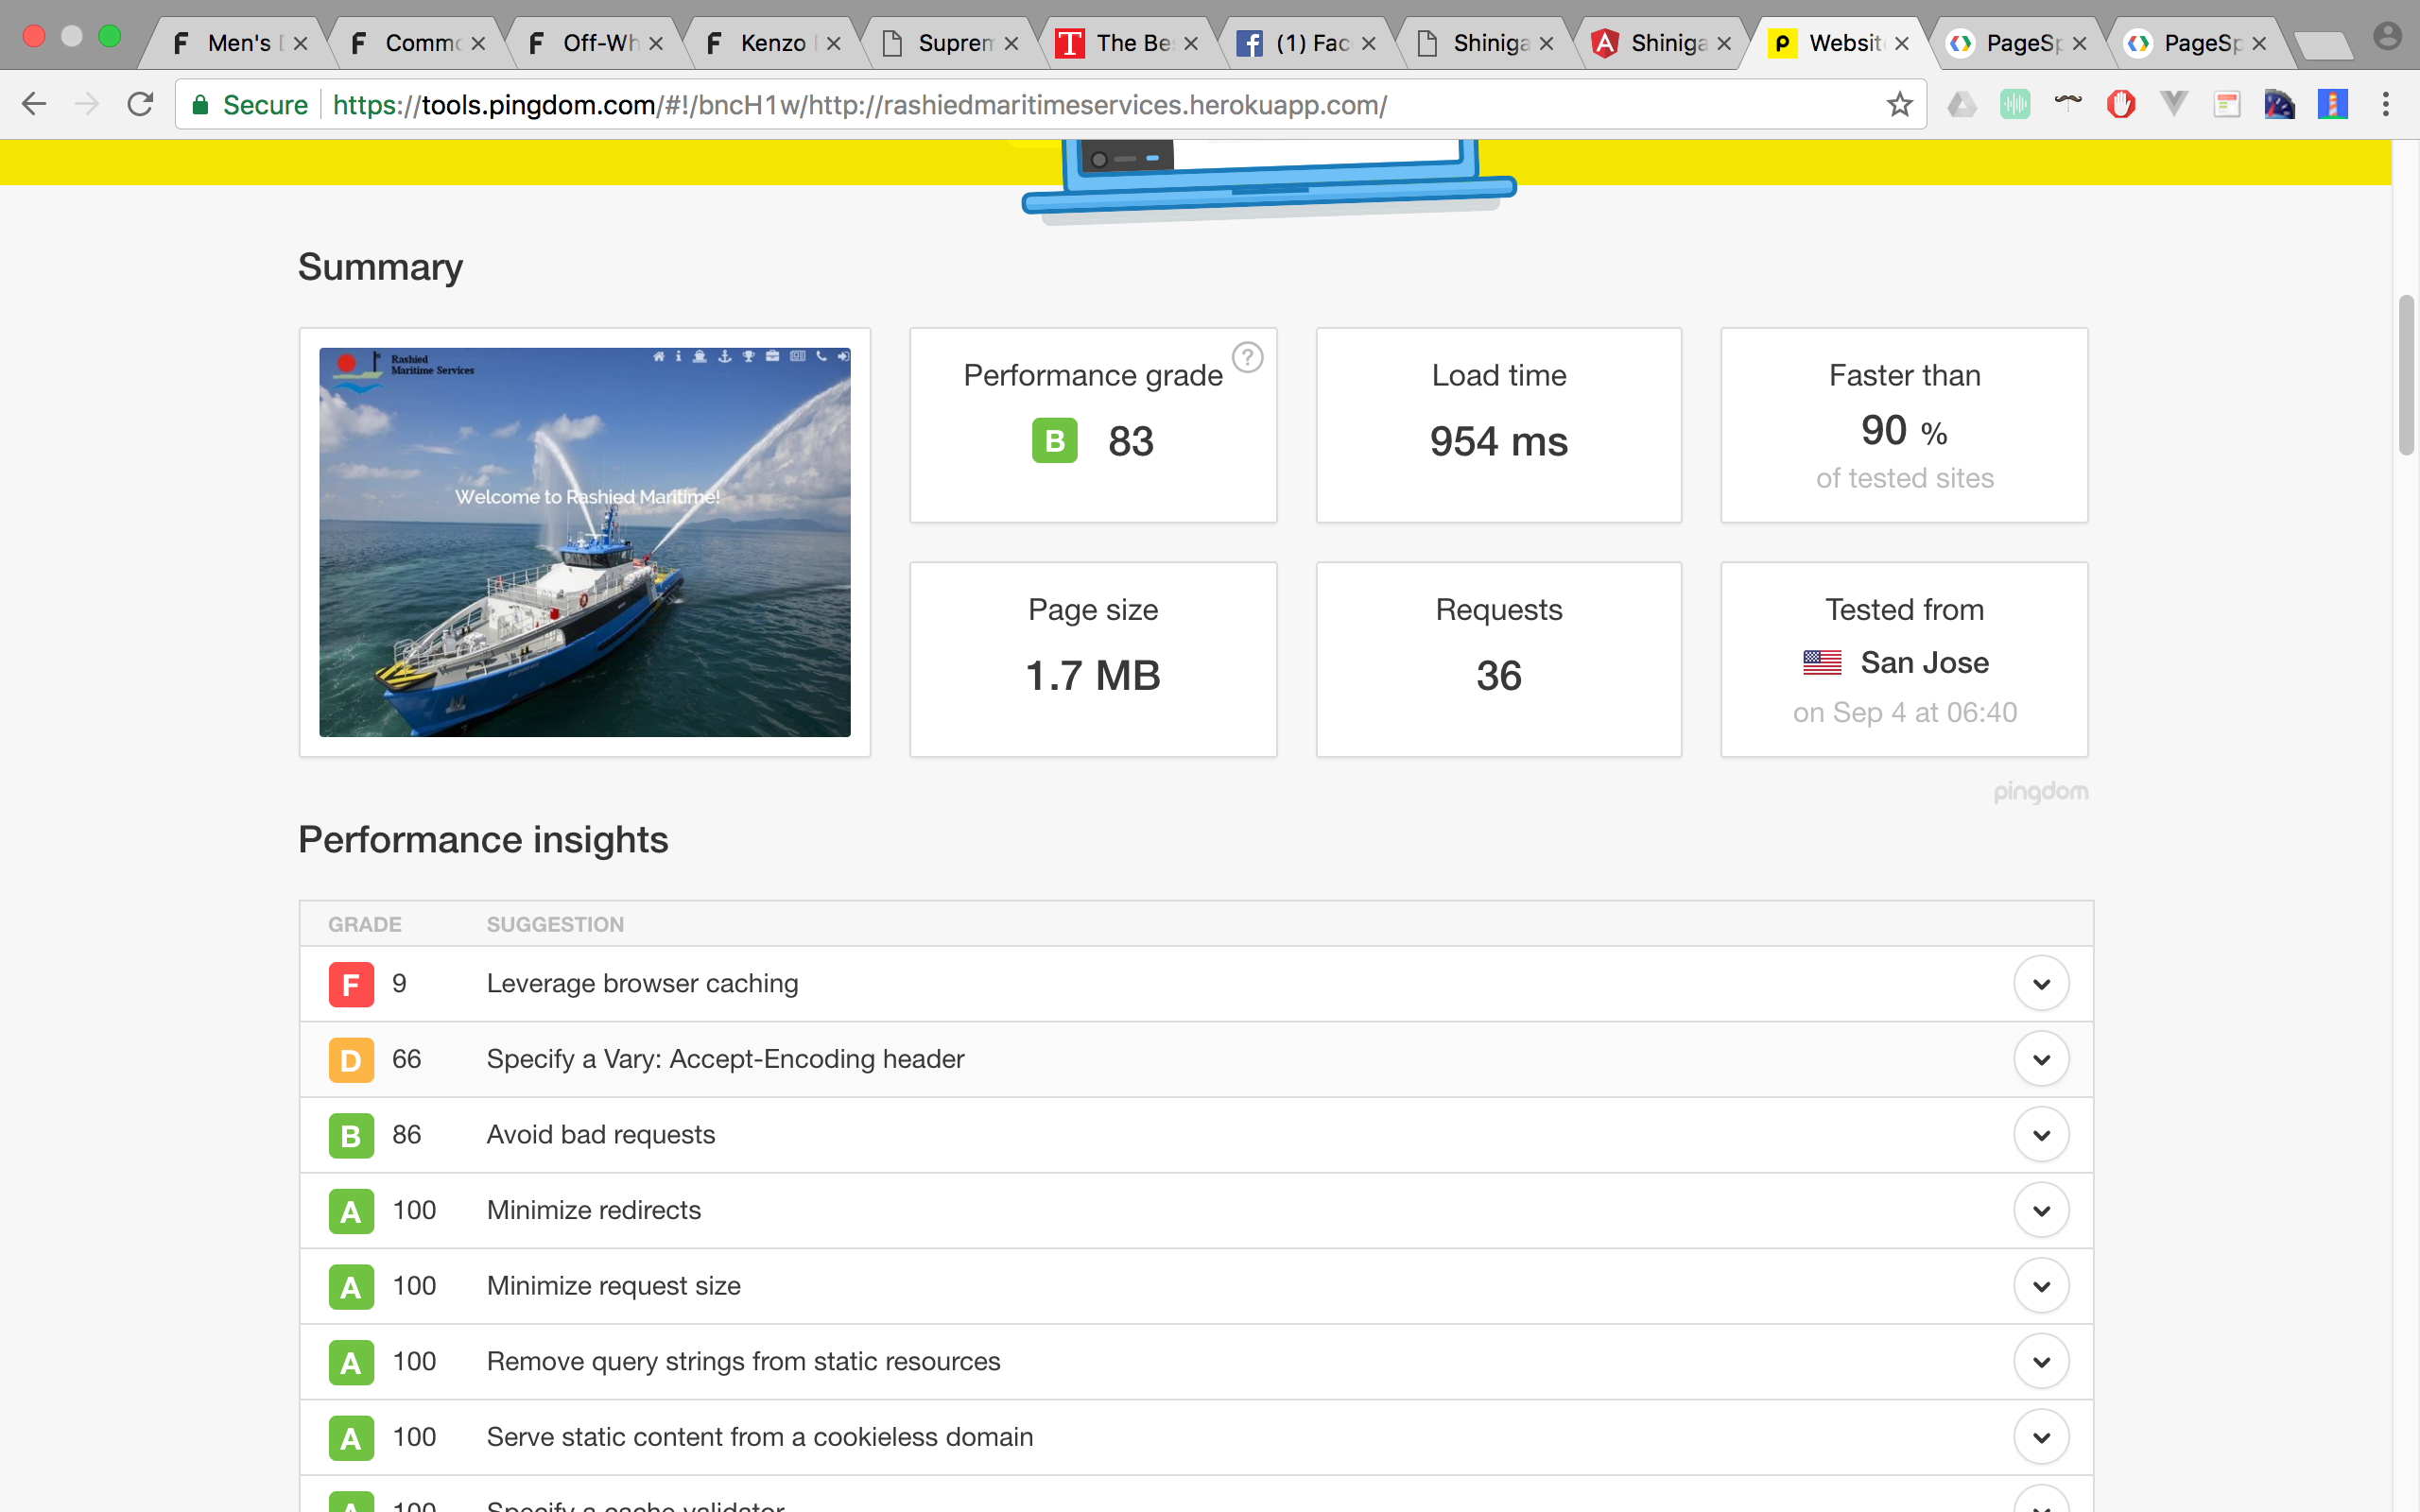 Men's
Commo
Off-Wh
Kenzo
Suprem
The Be
(1) Fac
Shiniga
Shiniga
Website
PageSp
PageSp
Secure
https://tools.pingdom.com/#!/bncH1w/http://rashiedmaritimeservices.herokuapp.com/
Summary
Rashied
Maritime Services
Welcome to Rashied Maritime!
Performance grade
?
B 83
Load time
954 ms
Faster than
90 %
of tested sites
Page size
1.7 MB
Requests
36
Tested from
San Jose
on Sep 4 at 06:40
pingdom
Performance insights
GRADE SUGGESTION
F 9 Leverage browser caching
D 66 Specify a Vary: Accept-Encoding header
B 86 Avoid bad requests
A 100 Minimize redirects
A 100 Minimize request size
A 100 Remove query strings from static resources
A 100 Serve static content from a cookieless domain
A 100 Specify a cache validator